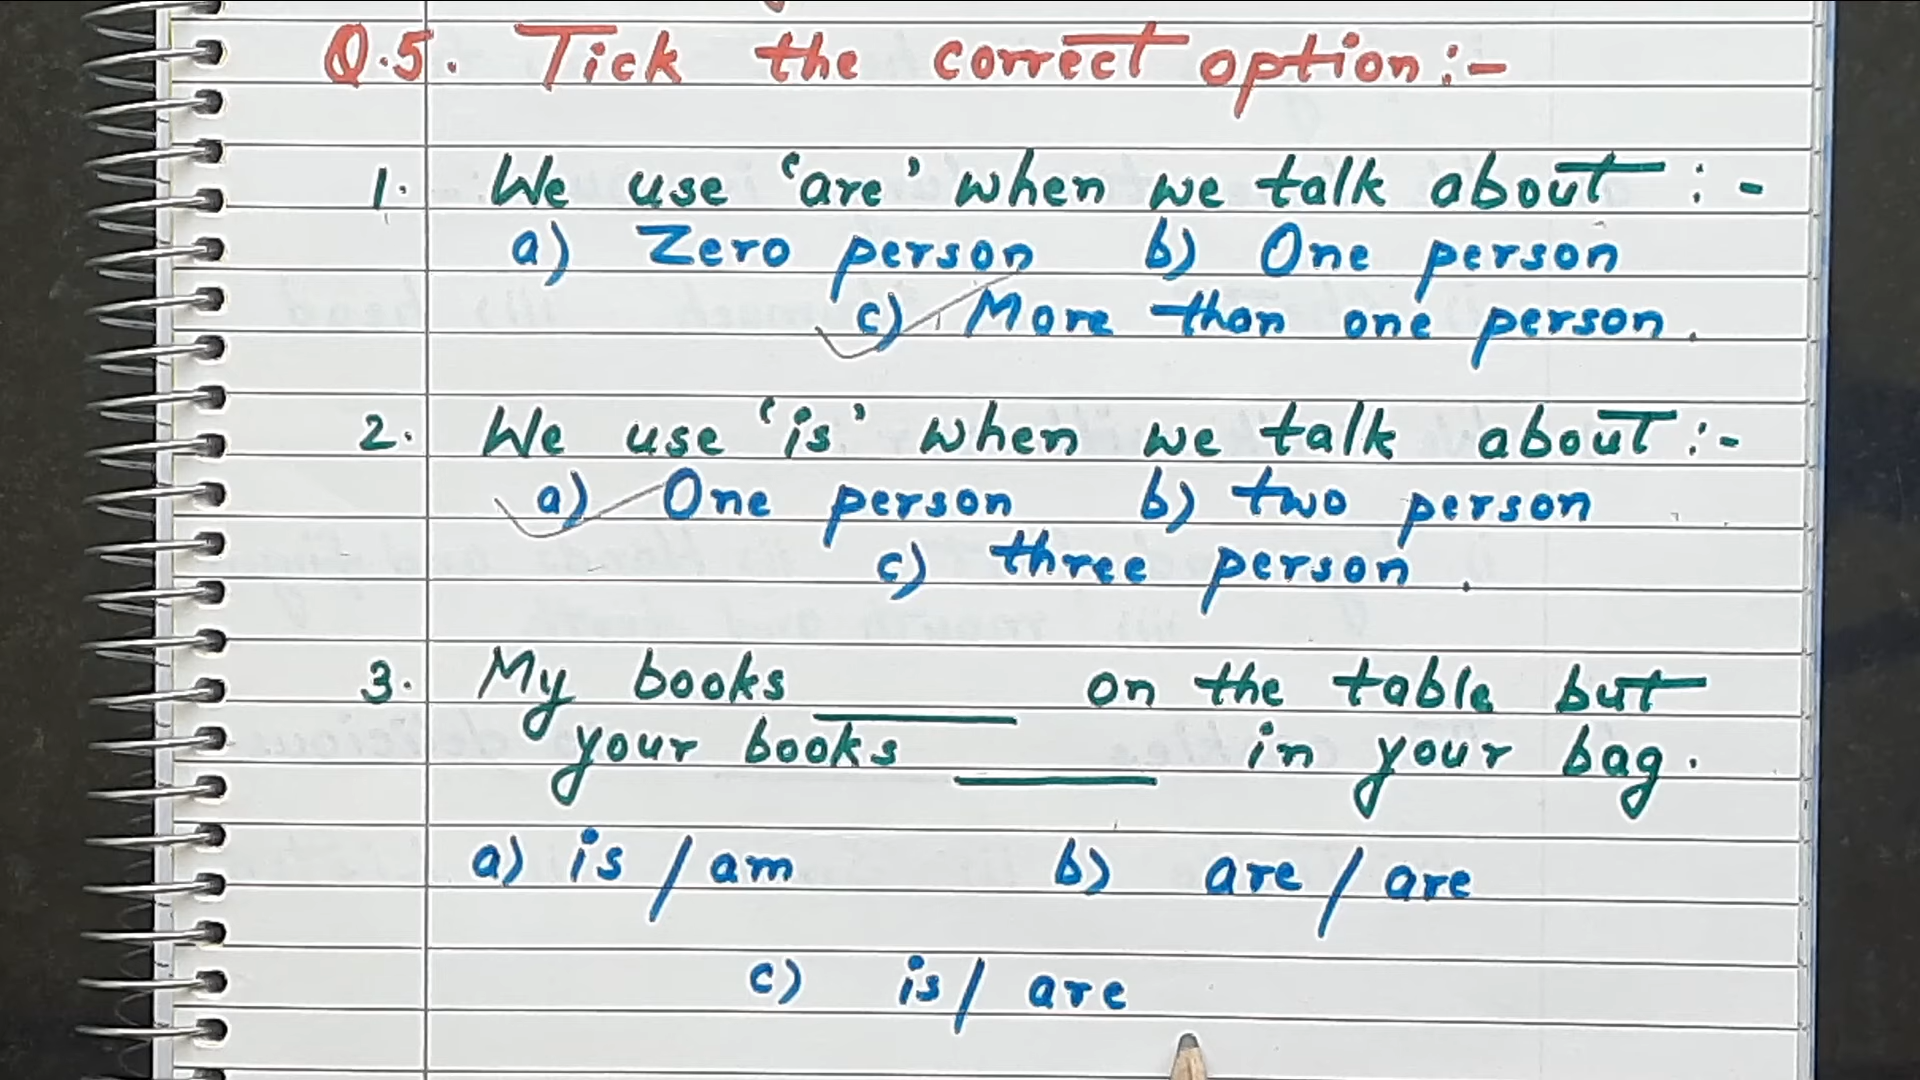 Q.5. Tick the correct option:-
1. We use 'are' when we talk about :-
a) Zero person b) One person
c) More than one person.
2. We use 'is' when we talk about:-
a) One person b) two person
c) three person.
3. My books ______ on the table but
your books ______ in your bag.
a) is / am b) are / are
c) is / are